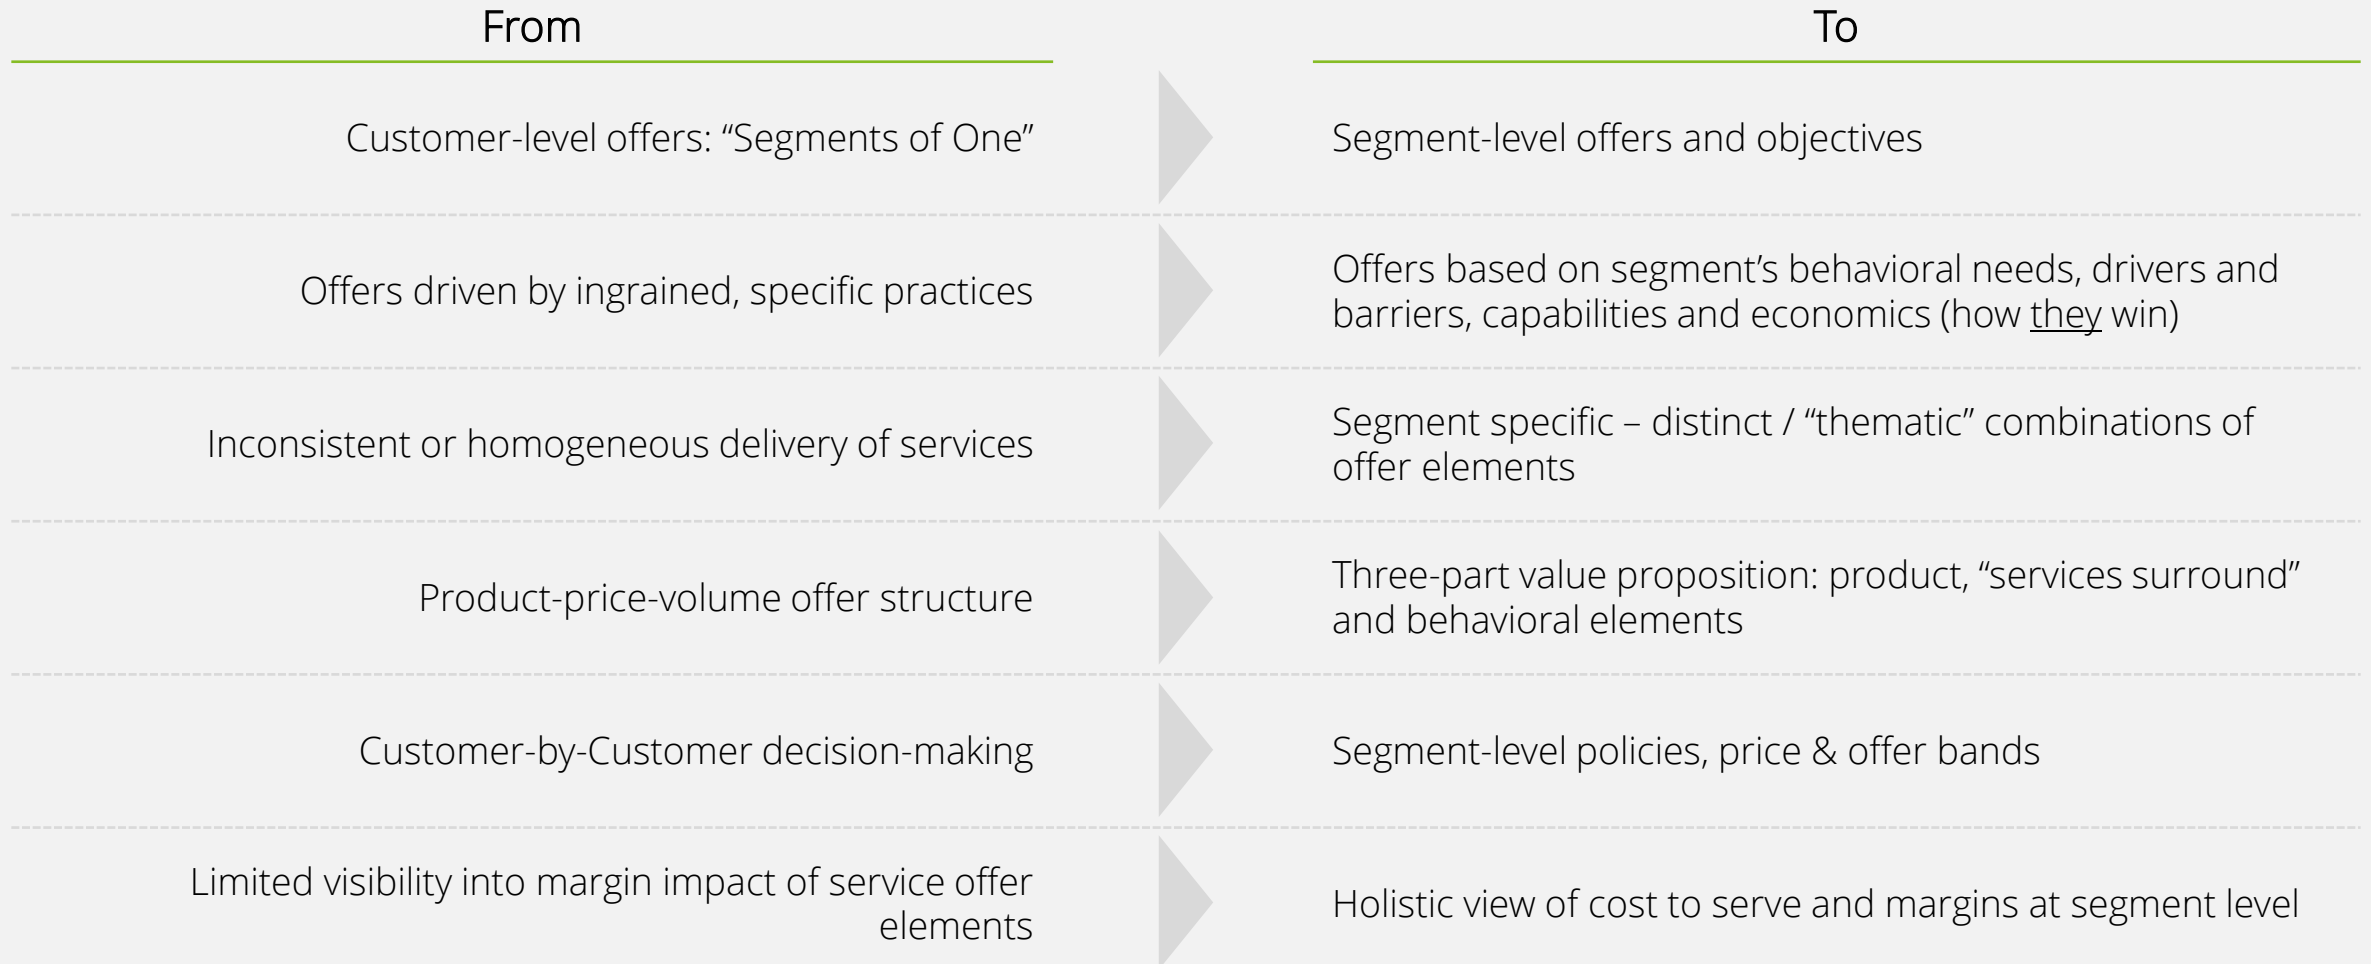 From
To
Customer-level offers: “Segments of One”
Segment-level offers and objectives
Offers driven by ingrained, specific practices
Offers based on segment’s behavioral needs, drivers and
barriers, capabilities and economics (how they win)
Inconsistent or homogeneous delivery of services
Segment specific – distinct / “thematic” combinations of
offer elements
Product-price-volume offer structure
Three-part value proposition: product, “services surround”
and behavioral elements
Customer-by-Customer decision-making
Segment-level policies, price & offer bands
Limited visibility into margin impact of service offer
elements
Holistic view of cost to serve and margins at segment level